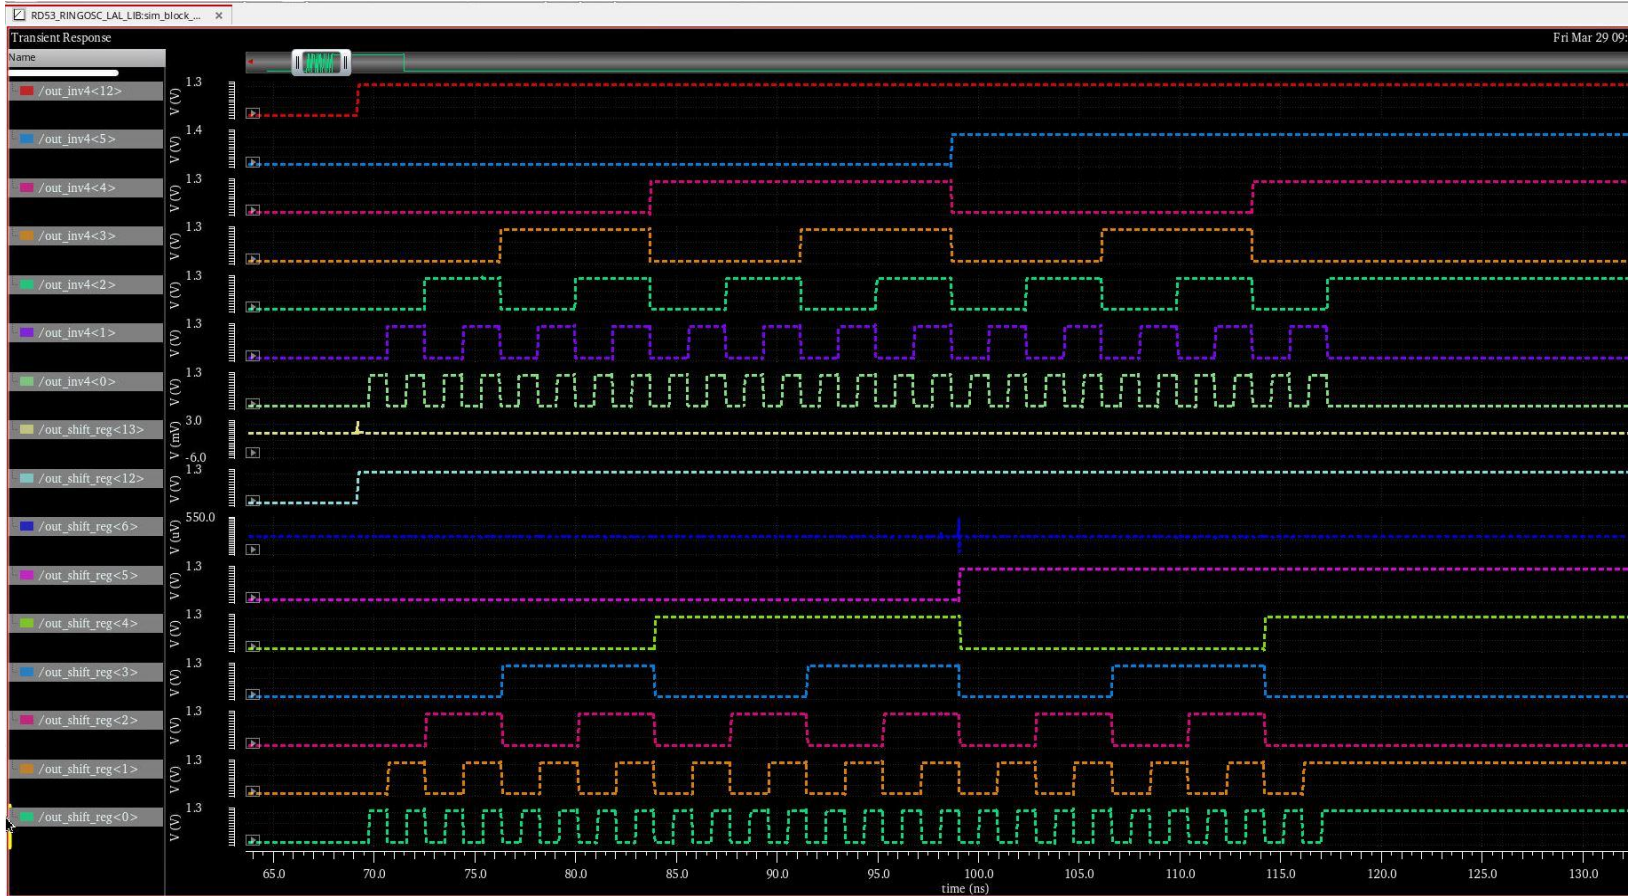 RD53_RINGOSC_LAL_LIB:sim_block_... ×
Transient Response
Fri Mar 29 09:
Name
/out_inv4<12>
1.3
V (V)
/out_inv4<5>
1.4
V (V)
/out_inv4<4>
1.3
V (V)
/out_inv4<3>
1.3
V (V)
/out_inv4<2>
1.3
V (V)
/out_inv4<1>
1.3
V (V)
/out_inv4<0>
1.3
V (V)
/out_shift_reg<13>
3.0
V (mV)
-6.0
/out_shift_reg<12>
1.3
V (V)
/out_shift_reg<6>
550.0
V (uV)
/out_shift_reg<5>
1.3
V (V)
/out_shift_reg<4>
1.3
V (V)
/out_shift_reg<3>
1.3
V (V)
/out_shift_reg<2>
1.3
V (V)
/out_shift_reg<1>
1.3
V (V)
/out_shift_reg<0>
1.3
V (V)
65.0 70.0 75.0 80.0 85.0 90.0 95.0 100.0 105.0 110.0 115.0 120.0 125.0 130.0
time (ns)